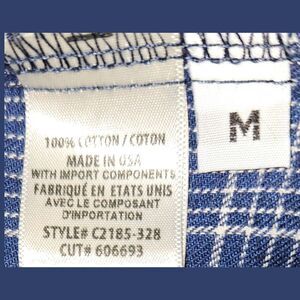 100% COTTON / COTON
MADE IN USA
WITH IMPORT COMPONENTS
FABRIQUÉ EN ETATS UNIS
AVEC LE COMPOSANT
D'IMPORTATION
STYLE# C2185-328
CUT# 606693
M